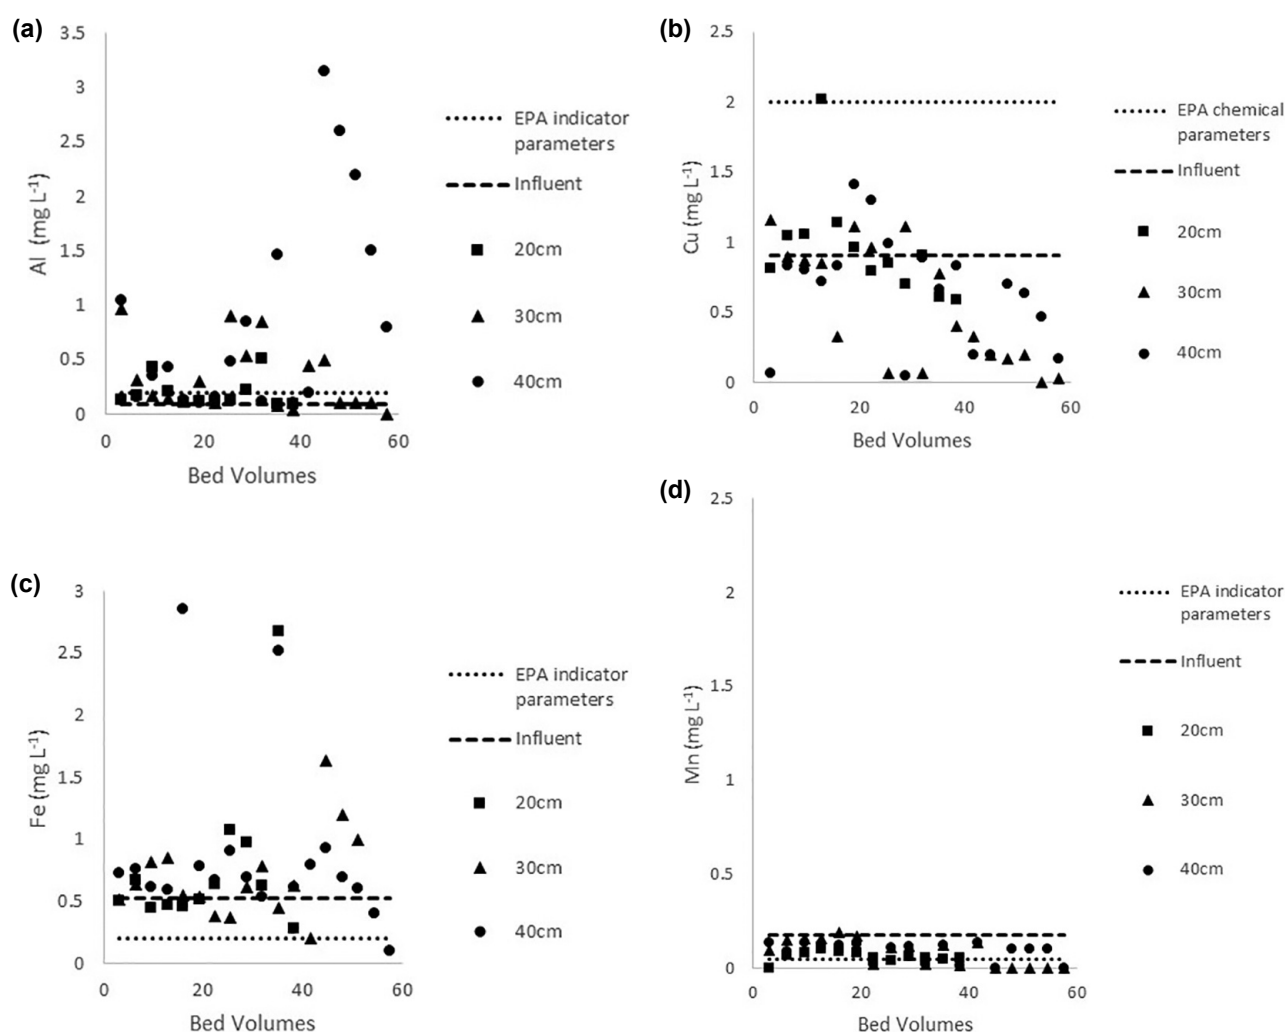 (a)
3.5
3
2.5
2
1.5
1
0.5
0
Al (mg L-1)
0 20 40 60
Bed Volumes
EPA indicator
parameters
Influent
20cm
30cm
40cm
(b)
2.5
2
1.5
1
0.5
0
Cu (mg L-1)
0 20 40 60
Bed Volumes
EPA chemical
parameters
Influent
20cm
30cm
40cm
(c)
3
2.5
2
1.5
1
0.5
0
Fe (mg L-1)
0 20 40 60
Bed Volumes
EPA indicator
parameters
Influent
20cm
30cm
40cm
(d)
2.5
2
1.5
1
0.5
0
Mn (mg L-1)
0 20 40 60
Bed Volumes
EPA indicator
parameters
Influent
20cm
30cm
40cm